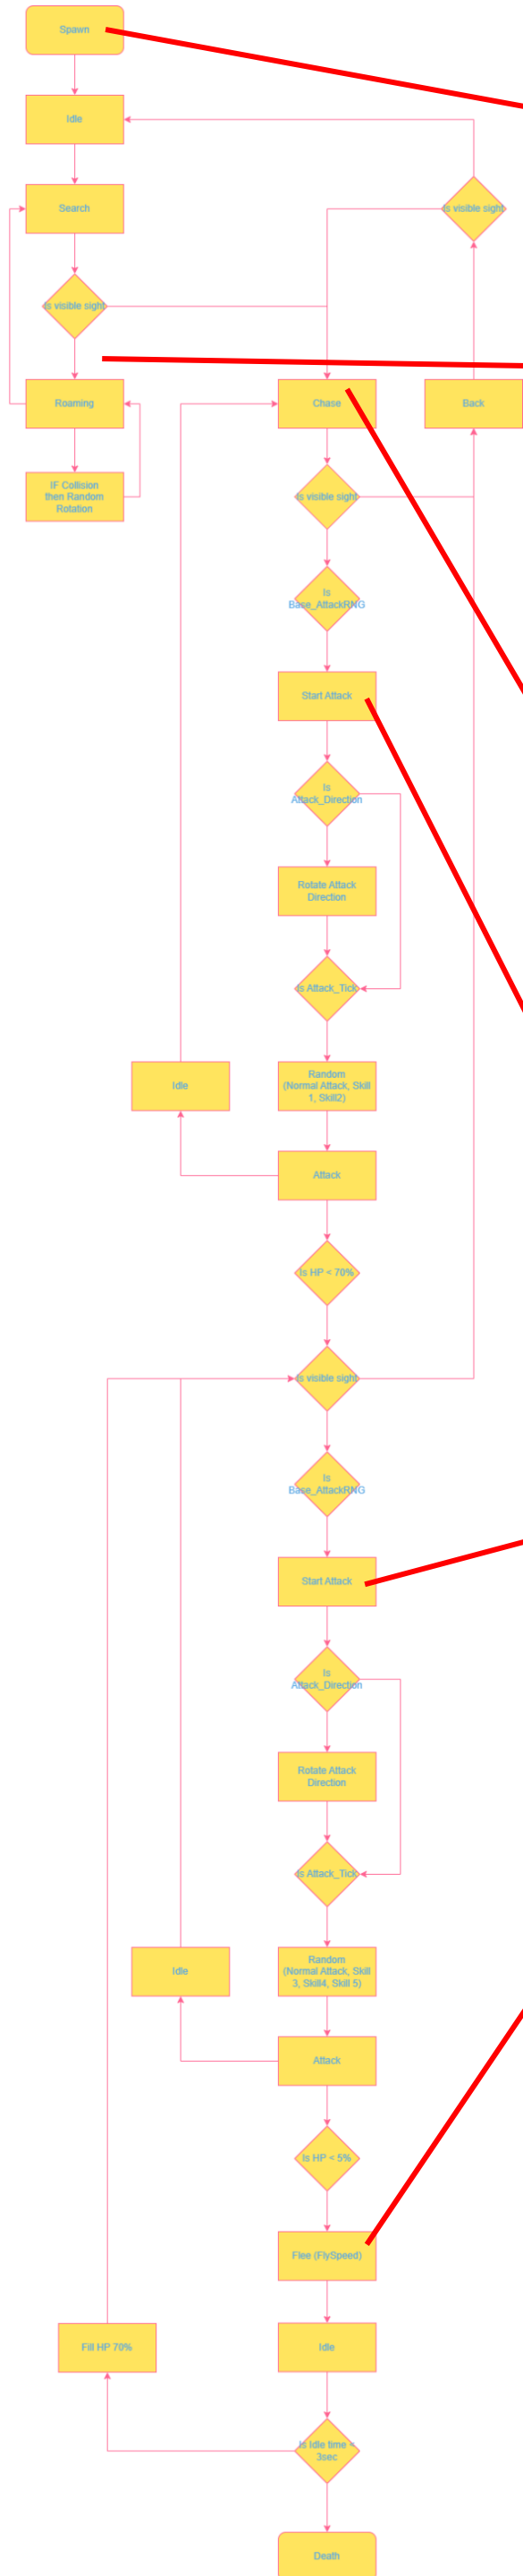 Spawn
Idle
Is visible sight
Search
Is visible sight
Roaming
Chase
Back
IF Collision
then Random
Rotation
Is visible sight
Is
Base_AttackRNG
Start Attack
Is
Attack_Direction
Rotate Attack
Direction
Is Attack_Tick
Idle
Random
(Normal Attack, Skill
1, Skill2)
Attack
Is HP < 70%
Is visible sight
Is
Base_AttackRNG
Start Attack
Is
Attack_Direction
Rotate Attack
Direction
Is Attack_Tick
Idle
Random
(Normal Attack, Skill
3, Skill4, Skill 5)
Attack
Is HP < 5%
Flee (FlySpeed)
Fill HP 70%
Idle
Is Idle time <
3sec
Death